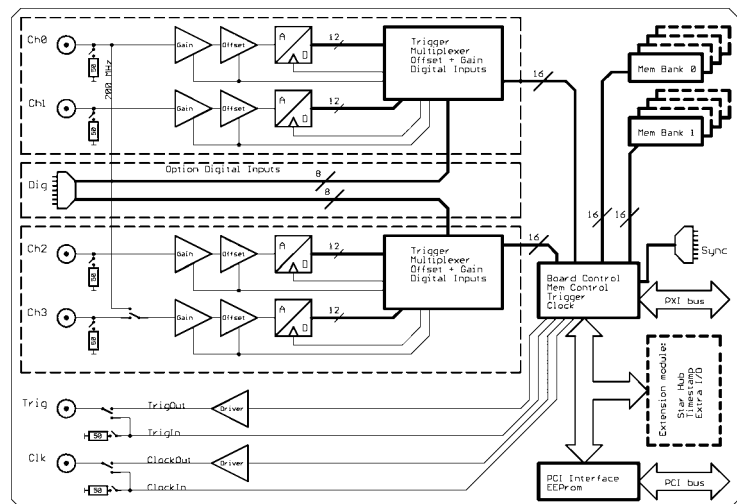 Ch0
50
200 MHz
Gain
Offset
A
D
12
Trigger
Multiplexer
Offset + Gain
Digital Inputs
16
Mem Bank 0
Ch1
50
Gain
Offset
A
D
12
Mem Bank 1
Option Digital Inputs
Dig
8
8
16
16
Sync
Ch2
50
Gain
Offset
A
D
12
Trigger
Multiplexer
Offset + Gain
Digital Inputs
16
Board Control
Mem Control
Trigger
Clock
PXI bus
Ch3
50
Gain
Offset
A
D
12
Extension module:
Star Hub
Timestamp
Extra I/O
Trig
TrigOut
Driver
50
TrigIn
Clk
ClockOut
Driver
50
ClockIn
PCI Interface
EEProm
PCI bus